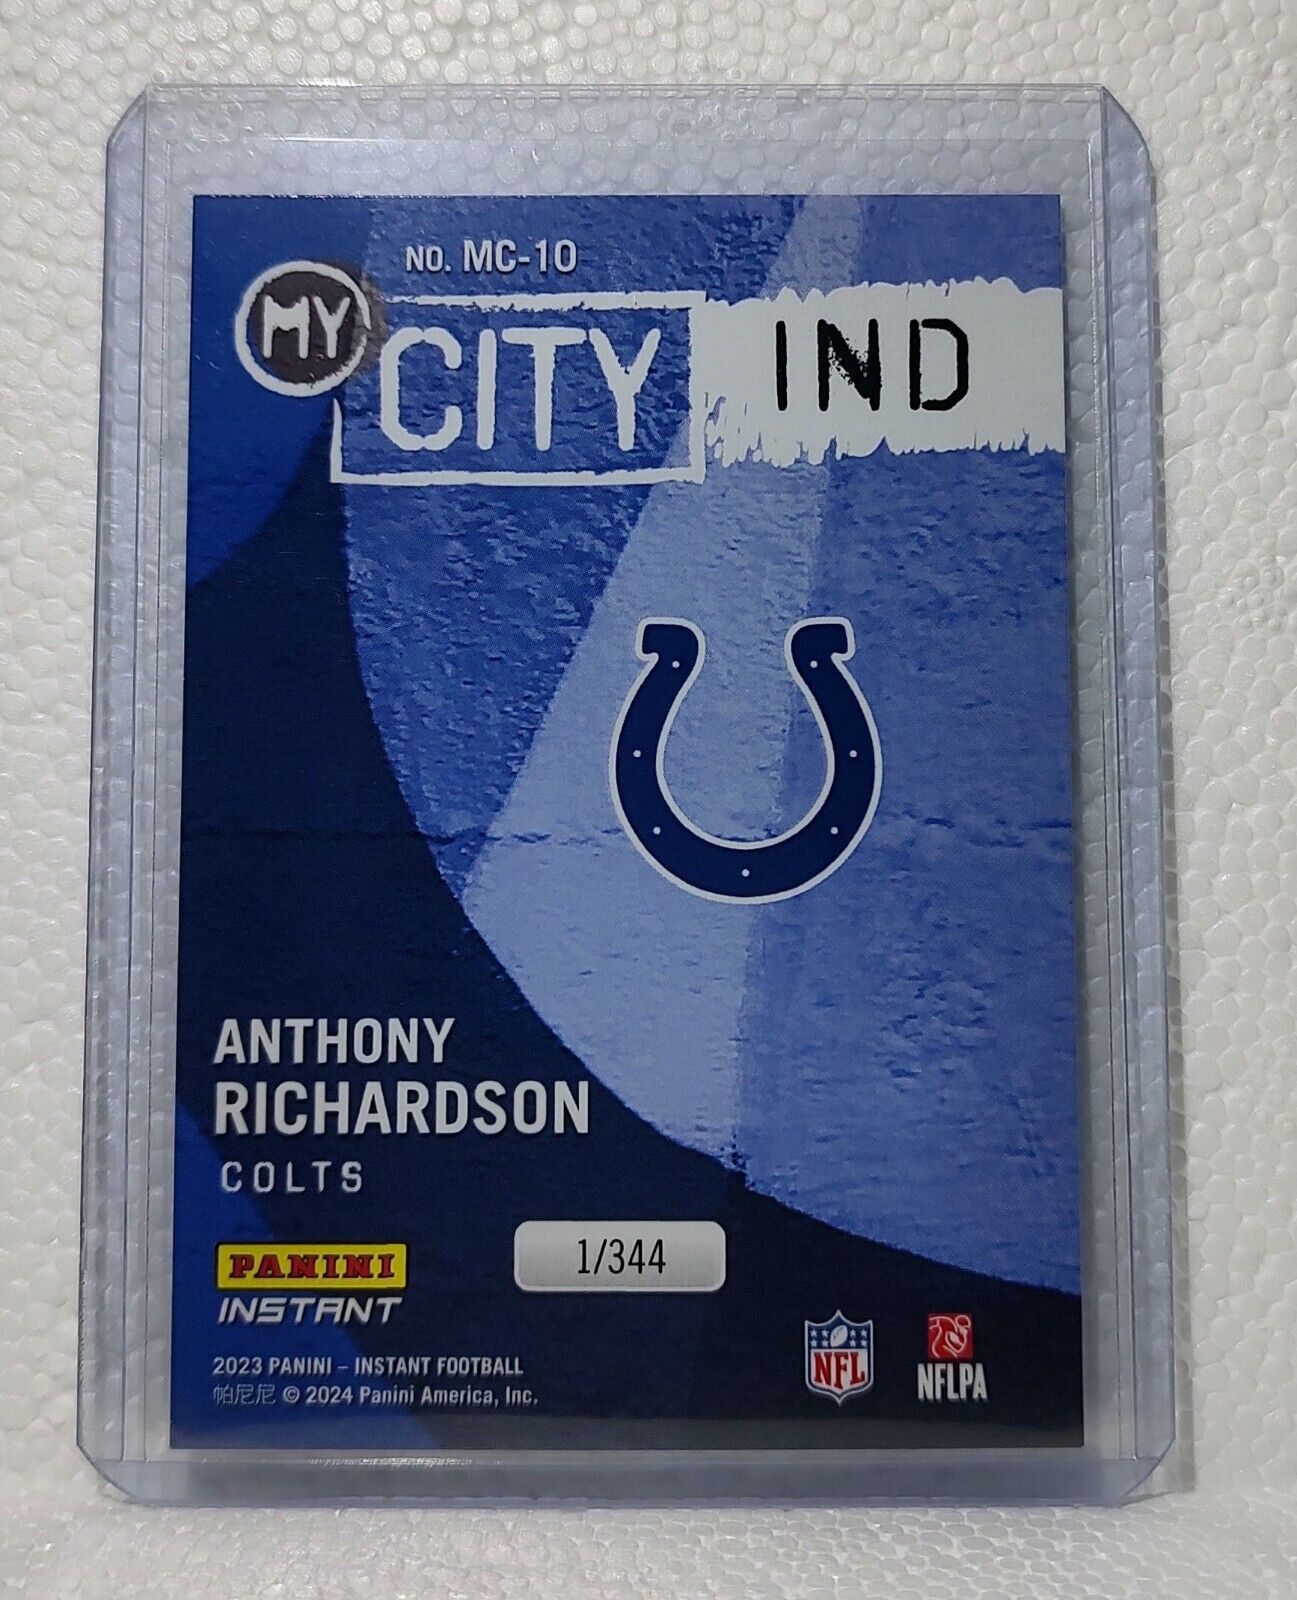 NO. MC-10
MY CITY IND
ANTHONY
RICHARDSON
COLTS
1/344
PANINI
INSTANT
NFL
NFLPA
2023 PANINI – INSTANT FOOTBALL
帕尼尼 © 2024 Panini America, Inc.